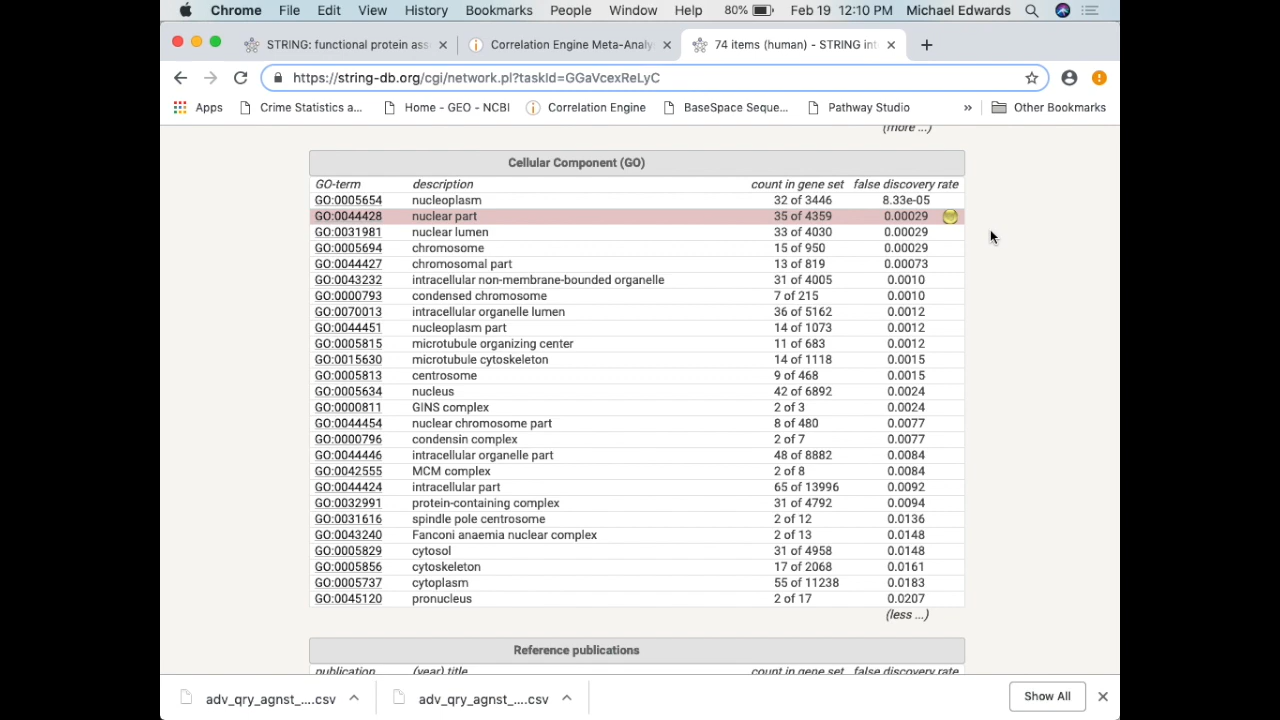 Chrome File Edit View History Bookmarks People Window Help 80% Feb 19 12:10 PM Michael Edwards
STRING: functional protein ass Correlation Engine Meta-Analy 74 items (human) - STRING int
https://string-db.org/cgi/network.pl?taskId=GGaVcexReLyC
Apps Crime Statistics a... Home - GEO - NCBI Correlation Engine BaseSpace Seque... Pathway Studio » Other Bookmarks
(more ...)
Cellular Component (GO)
GO-term description count in gene set false discovery rate
GO:0005654 nucleoplasm 32 of 3446 8.33e-05
GO:0044428 nuclear part 35 of 4359 0.00029
GO:0031981 nuclear lumen 33 of 4030 0.00029
GO:0005694 chromosome 15 of 950 0.00029
GO:0044427 chromosomal part 13 of 819 0.00073
GO:0043232 intracellular non-membrane-bounded organelle 31 of 4005 0.0010
GO:0000793 condensed chromosome 7 of 215 0.0010
GO:0070013 intracellular organelle lumen 36 of 5162 0.0012
GO:0044451 nucleoplasm part 14 of 1073 0.0012
GO:0005815 microtubule organizing center 11 of 683 0.0012
GO:0015630 microtubule cytoskeleton 14 of 1118 0.0015
GO:0005813 centrosome 9 of 468 0.0015
GO:0005634 nucleus 42 of 6892 0.0024
GO:0000811 GINS complex 2 of 3 0.0024
GO:0044454 nuclear chromosome part 8 of 480 0.0077
GO:0000796 condensin complex 2 of 7 0.0077
GO:0044446 intracellular organelle part 48 of 8882 0.0084
GO:0042555 MCM complex 2 of 8 0.0084
GO:0044424 intracellular part 65 of 13996 0.0092
GO:0032991 protein-containing complex 31 of 4792 0.0094
GO:0031616 spindle pole centrosome 2 of 12 0.0136
GO:0043240 Fanconi anaemia nuclear complex 2 of 13 0.0148
GO:0005829 cytosol 31 of 4958 0.0148
GO:0005856 cytoskeleton 17 of 2068 0.0161
GO:0005737 cytoplasm 55 of 11238 0.0183
GO:0045120 pronucleus 2 of 17 0.0207
(less ...)
Reference publications
publication (year) title count in gene set false discovery rate
adv_qry_agnst_....csv adv_qry_agnst_....csv Show All